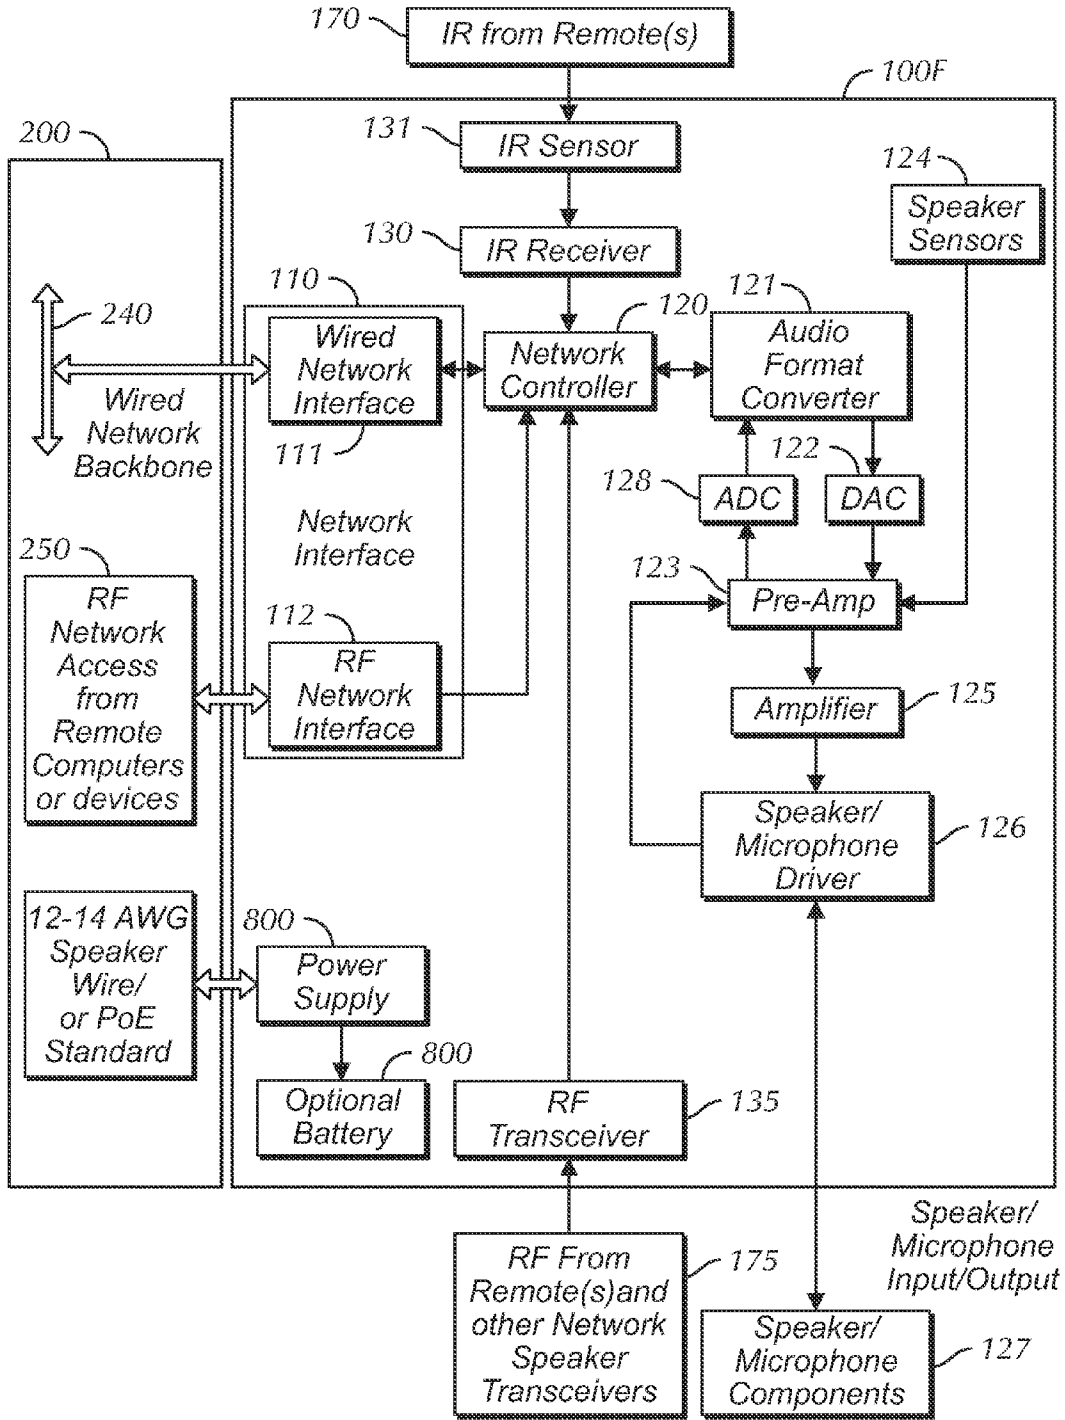 170
IR from Remote(s)
100F
131
IR Sensor
200
124
Speaker
Sensors
130
IR Receiver
110
120
121
240
Wired
Network
Interface
Network
Controller
Audio
Format
Converter
Wired
Network
Backbone
111
122
128
ADC
DAC
Network
Interface
250
RF
Network
Access
from
Remote
Computers
or devices
123
Pre-Amp
112
RF
Network
Interface
Amplifier
125
Speaker/
Microphone
Driver
126
12-14 AWG
Speaker
Wire/
or PoE
Standard
800
Power
Supply
800
Optional
Battery
RF
Transceiver
135
Speaker/
Microphone
Input/Output
RF From
Remote(s)and
other Network
Speaker
Transceivers
175
Speaker/
Microphone
Components
127